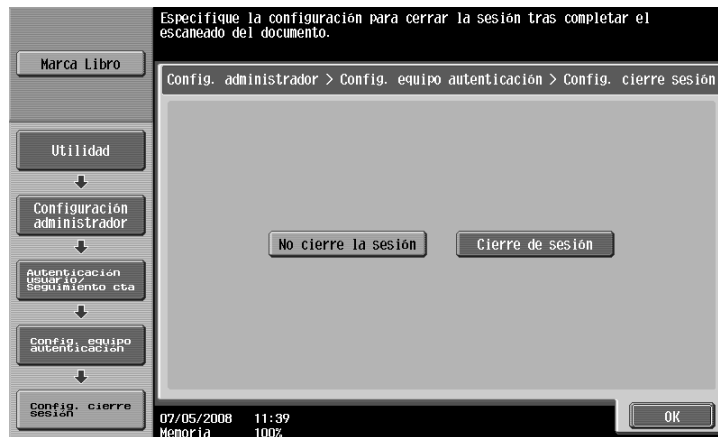 Especifique la configuración para cerrar la sesión tras completar el
escaneado del documento.
Marca Libro
Config. administrador > Config. equipo autenticación > Config. cierre sesión
Utilidad
Configuración
administrador
No cierre la sesión
Cierre de sesión
Autenticación
usuario/
Seguimiento cta
Config. equipo
autenticación
Config. cierre
sesión
07/05/2008 11:39
Memoria 100%
OK